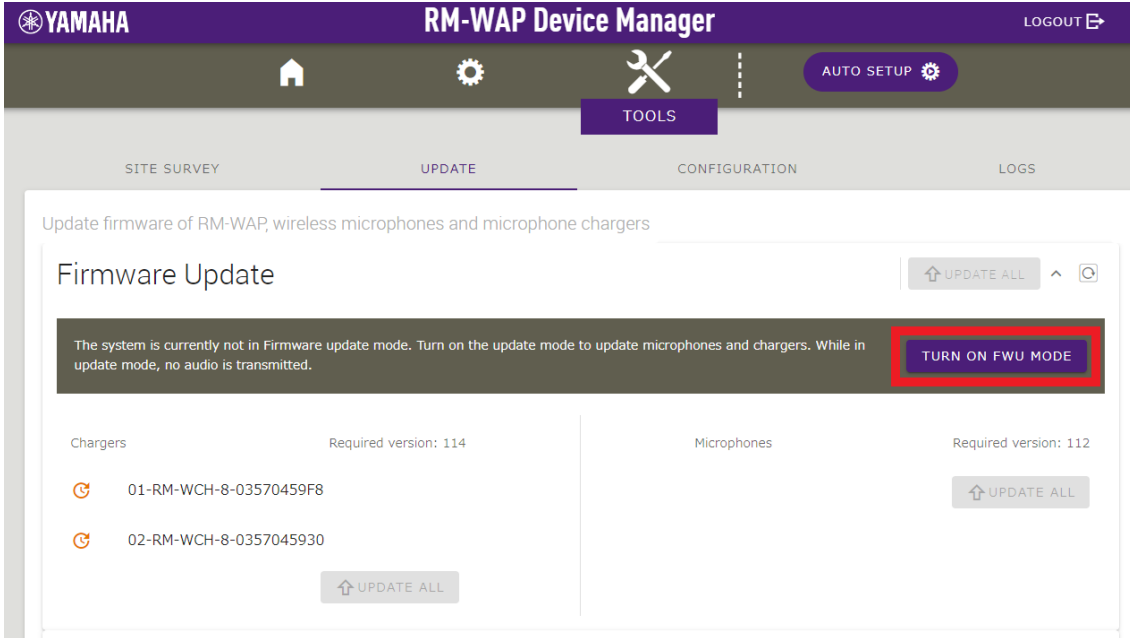 YAMAHA
RM-WAP Device Manager
LOGOUT
AUTO SETUP
TOOLS
SITE SURVEY
UPDATE
CONFIGURATION
LOGS
Update firmware of RM-WAP, wireless microphones and microphone chargers
Firmware Update
UPDATE ALL
The system is currently not in Firmware update mode. Turn on the update mode to update microphones and chargers. While in
update mode, no audio is transmitted.
TURN ON FWU MODE
Chargers
Required version: 114
Microphones
Required version: 112
01-RM-WCH-8-03570459F8
UPDATE ALL
02-RM-WCH-8-0357045930
UPDATE ALL